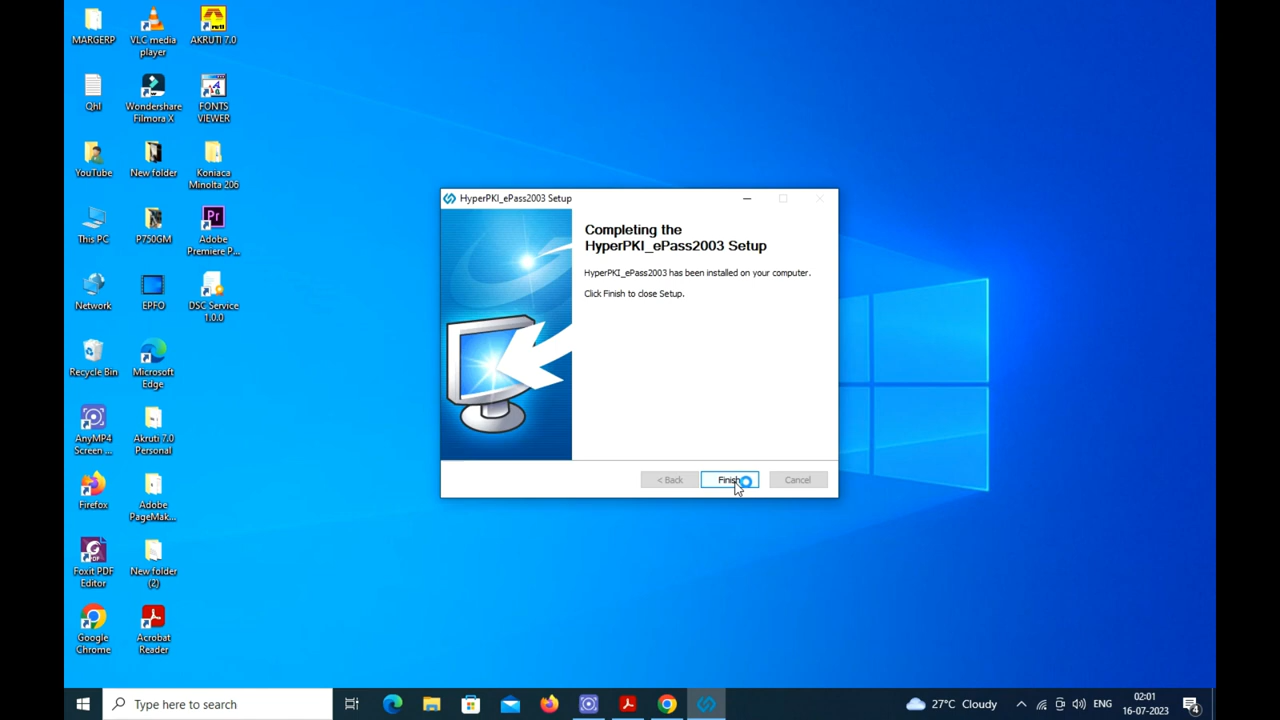 MARGERP
VLC media
player
AKRUTI 7.0
Qhl
Wondershare
Filmora X
FONTS
VIEWER
YouTube
New folder
Koniaca
Minolta 206
This PC
P750GM
Adobe
Premiere P...
Network
EPFO
DSC Service
1.0.0
Recycle Bin
Microsoft
Edge
AnyMP4
Screen ...
Akruti 7.0
Personal
Firefox
Adobe
PageMak...
Foxit PDF
Editor
New folder
(2)
Google
Chrome
Acrobat
Reader
HyperPKI_ePass2003 Setup
Completing the
HyperPKI_ePass2003 Setup
HyperPKI_ePass2003 has been installed on your computer.
Click Finish to close Setup.
< Back
Finish
Cancel
Type here to search
27°C Cloudy
ENG
02:01
16-07-2023
4